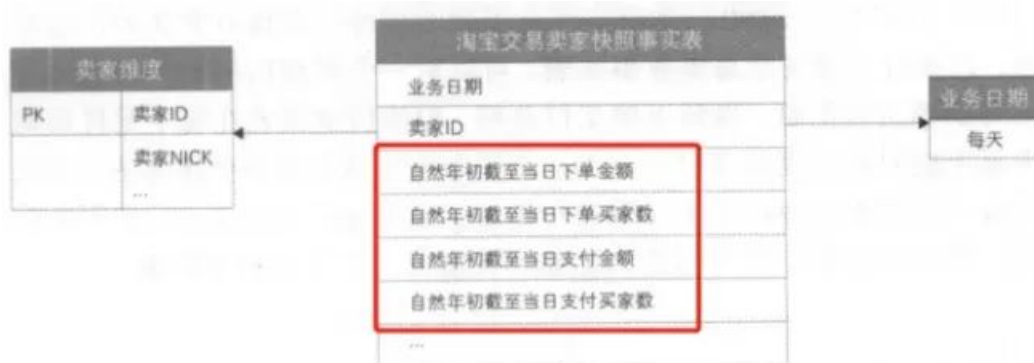 卖家维度
PK 卖家ID
卖家NICK
...
淘宝交易卖家快照事实表
业务日期
卖家ID
自然年初截至当日下单金额
自然年初截至当日下单买家数
自然年初截至当日支付金额
自然年初截至当日支付买家数
...
业务日期
每天